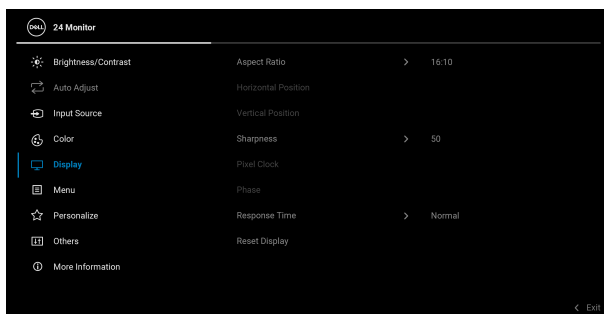 DELL 24 Monitor
Brightness/Contrast Aspect Ratio > 16:10
Auto Adjust Horizontal Position
Input Source Vertical Position
Color Sharpness > 50
Display Pixel Clock
Menu Phase
Personalize Response Time > Normal
Others Reset Display
More Information
< Exit